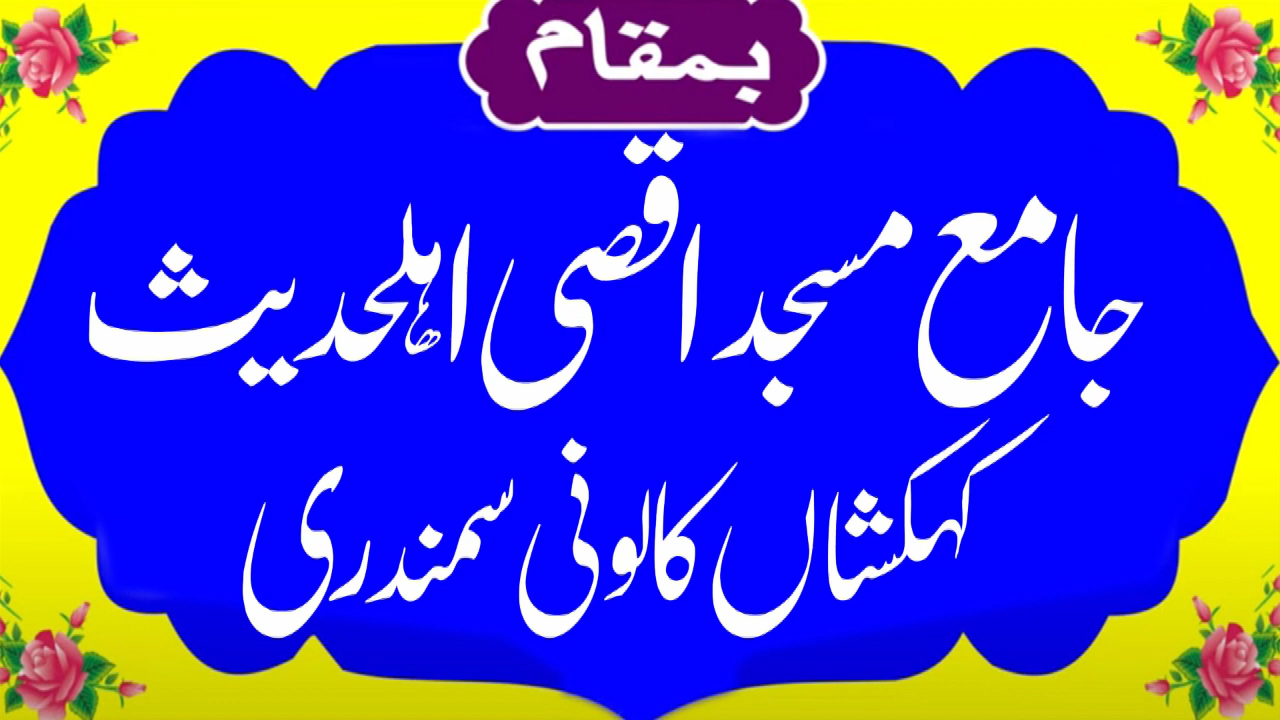 بمقام
جامع مسجد اقصی اہلحدیث
کہکشاں کالونی سمندری